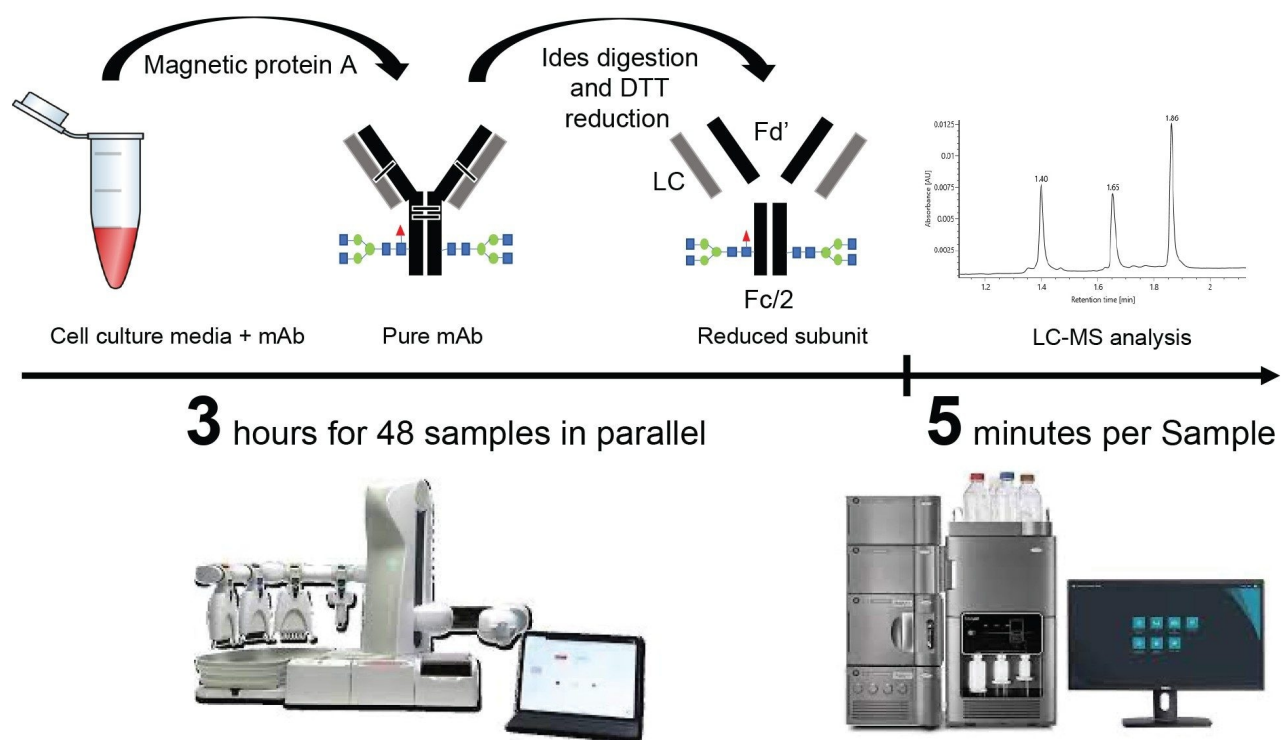 Magnetic protein A
Ides digestion
and DTT
reduction
Fd’
LC
Fc/2
Cell culture media + mAb
Pure mAb
Reduced subunit
LC-MS analysis
Absorbance [AU]
0.0125
0.01
0.0075
0.005
0.0025
1.40
1.65
1.86
1.2
1.4
1.6
1.8
2
Retention time [min]
3 hours for 48 samples in parallel
5 minutes per Sample